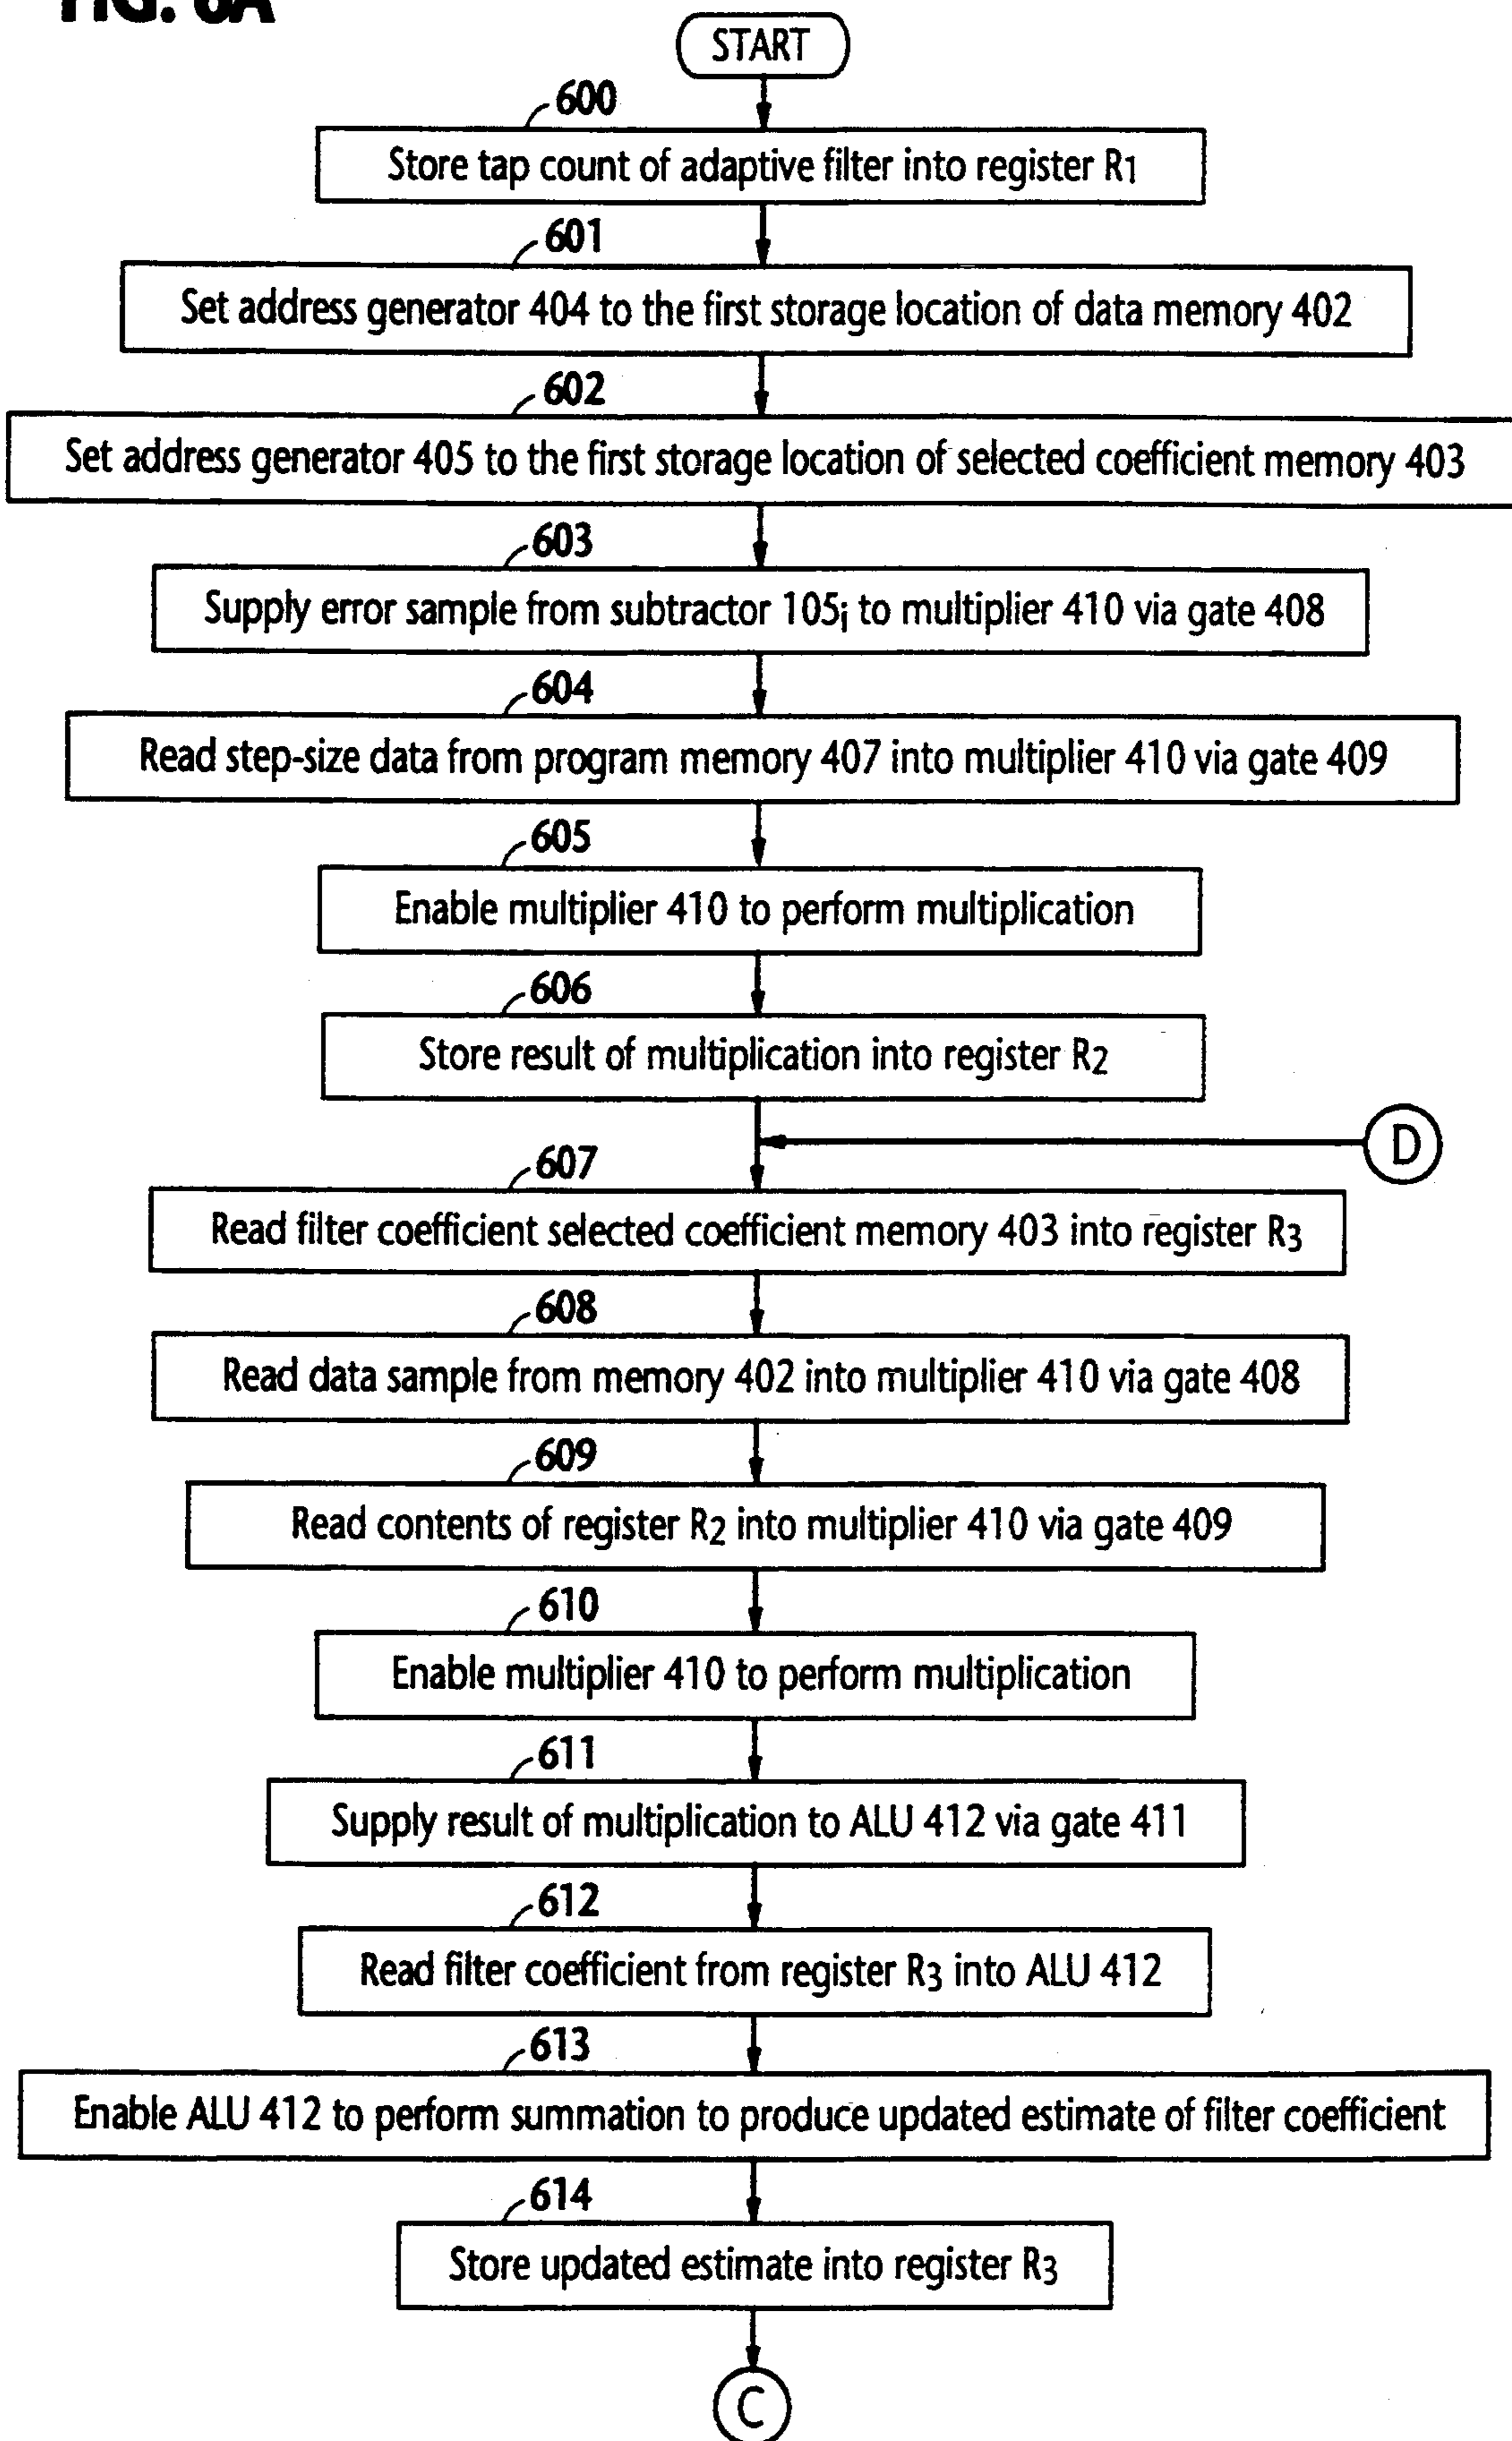 FIG. 6A
START
600
Store tap count of adaptive filter into register R1
601
Set address generator 404 to the first storage location of data memory 402
602
Set address generator 405 to the first storage location of selected coefficient memory 403
603
Supply error sample from subtractor 105i to multiplier 410 via gate 408
604
Read step-size data from program memory 407 into multiplier 410 via gate 409
605
Enable multiplier 410 to perform multiplication
606
Store result of multiplication into register R2
D
607
Read filter coefficient selected coefficient memory 403 into register R3
608
Read data sample from memory 402 into multiplier 410 via gate 408
609
Read contents of register R2 into multiplier 410 via gate 409
610
Enable multiplier 410 to perform multiplication
611
Supply result of multiplication to ALU 412 via gate 411
612
Read filter coefficient from register R3 into ALU 412
613
Enable ALU 412 to perform summation to produce updated estimate of filter coefficient
614
Store updated estimate into register R3
C